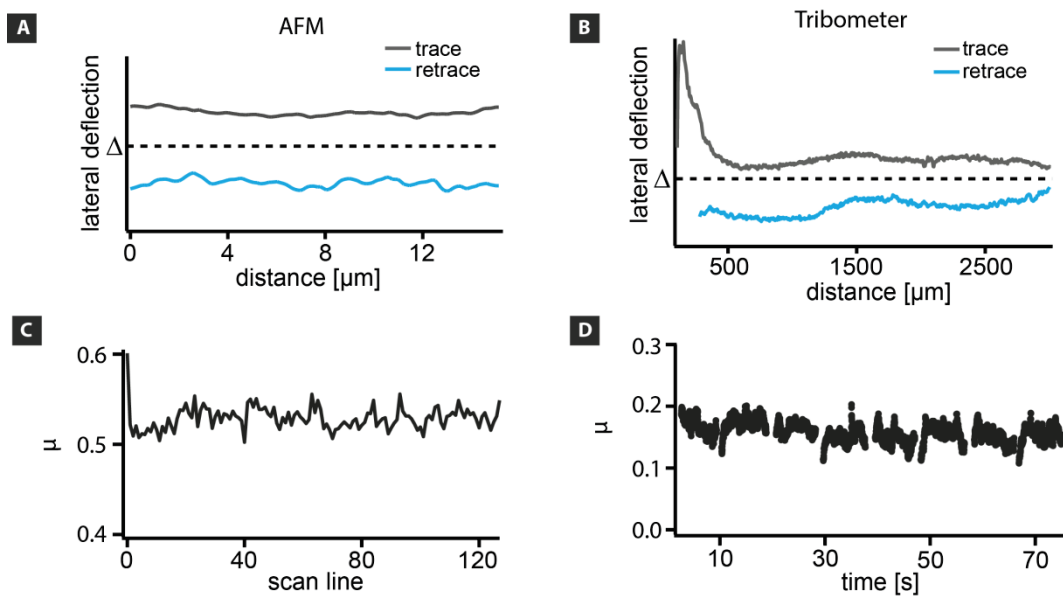 A
AFM
trace
retrace
lateral deflection
Δ
0
4
8
12
distance [µm]
B
Tribometer
trace
retrace
lateral deflection
Δ
500
1500
2500
distance [µm]
C
0.6
0.5
0.4
µ
0
40
80
120
scan line
D
0.3
0.2
0.1
0.0
µ
10
30
50
70
time [s]